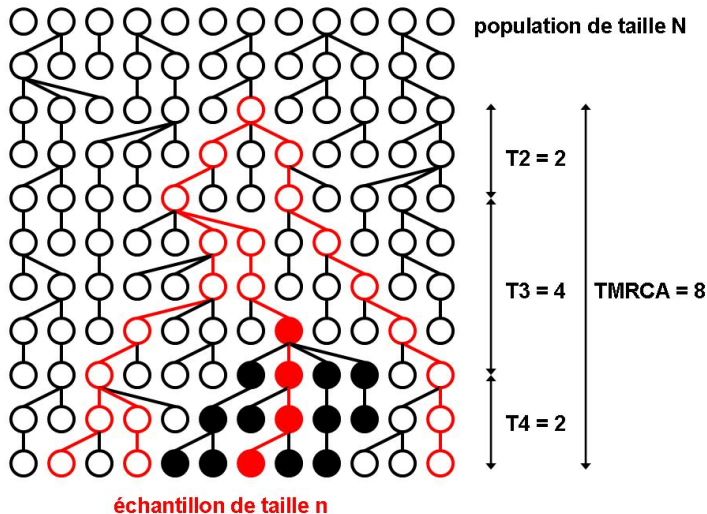 population de taille N
T2 = 2
T3 = 4
TMRCA = 8
T4 = 2
échantillon de taille n